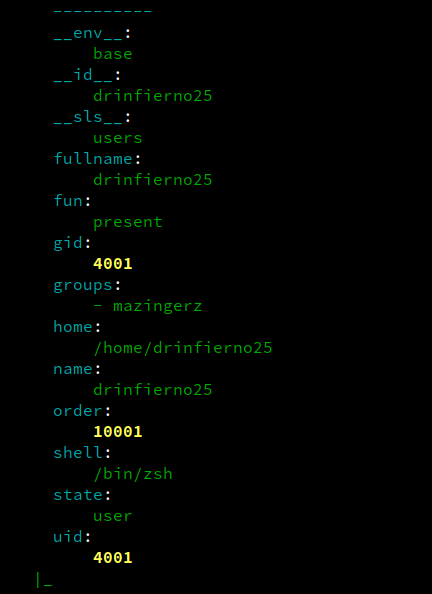 ----------
__env__:
base
__id__:
drinfierno25
__sls__:
users
fullname:
drinfierno25
fun:
present
gid:
4001
groups:
- mazingerz
home:
/home/drinfierno25
name:
drinfierno25
order:
10001
shell:
/bin/zsh
state:
user
uid:
4001
|_